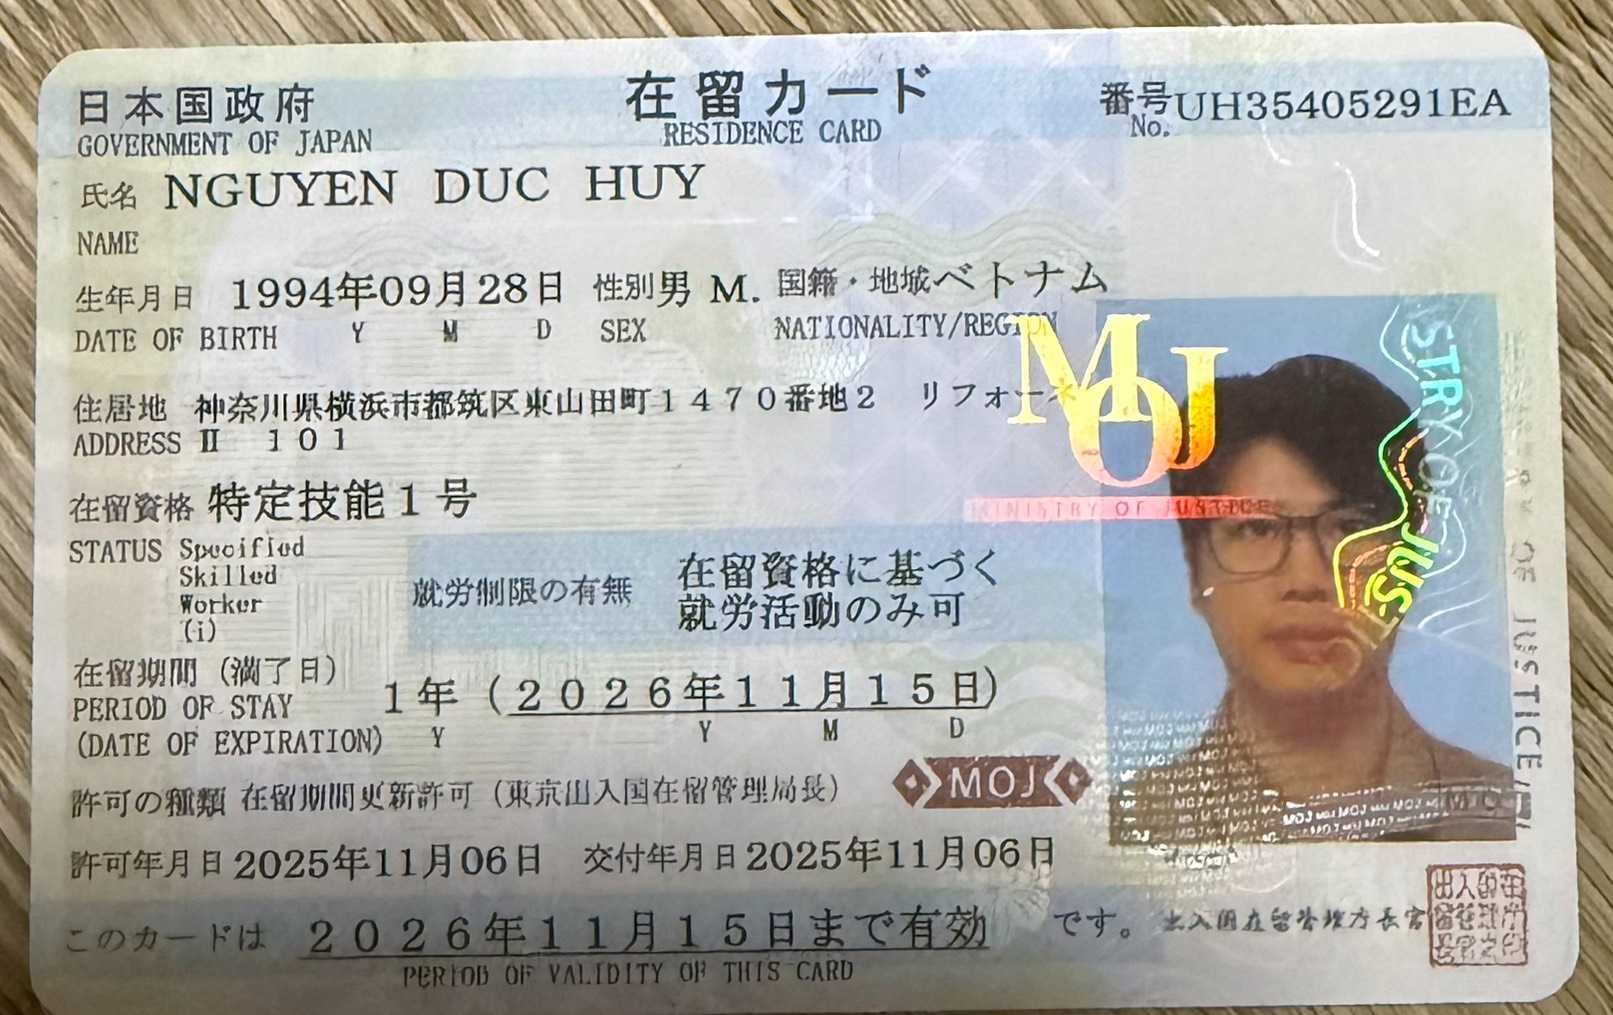 日本国政府 在留カード 番号 UH35405291EA
GOVERNMENT OF JAPAN RESIDENCE CARD No.
氏名 NGUYEN DUC HUY
NAME
生年月日 1994年09月28日 性別 男 M. 国籍・地域 ベトナム
DATE OF BIRTH Y M D SEX NATIONALITY/REGION
住居地 神奈川県横浜市都筑区東山田町1470番地2 リフォー
ADDRESS Ⅱ 101
MOJ
MINISTRY OF JUSTICE
在留資格 特定技能1号
STATUS Specified
Skilled
Worker
(i)
就労制限の有無 在留資格に基づく
就労活動のみ可
在留期間(満了日) 1年(2026年11月15日)
PERIOD OF STAY
(DATE OF EXPIRATION) Y Y M D
MOJ
許可の種類 在留期間更新許可(東京出入国在留管理局長)
許可年月日 2025年11月06日 交付年月日 2025年11月06日
このカードは 2026年11月15日まで有効 です。 出入国在留管理庁長官
PERIOD OF VALIDITY OF THIS CARD